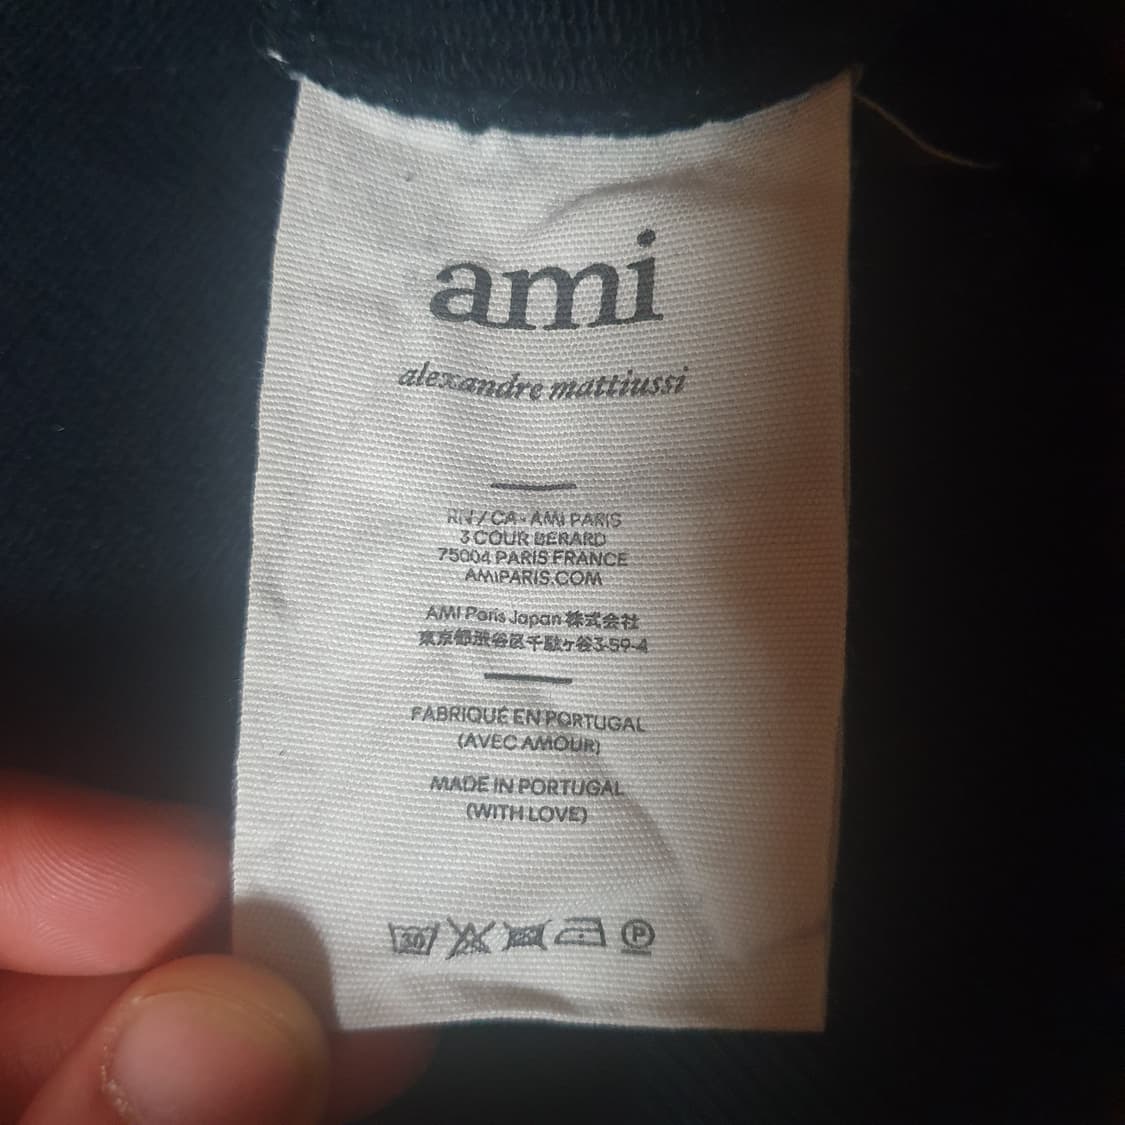 ami
alexandre mattiussi
RN / CA - AMI PARIS
3 COUR BERARD
75004 PARIS FRANCE
AMIPARIS.COM
AMI Paris Japan 株式会社
東京都渋谷区千駄ヶ谷3-59-4
FABRIQUÉ EN PORTUGAL
(AVEC AMOUR)
MADE IN PORTUGAL
(WITH LOVE)
30 P